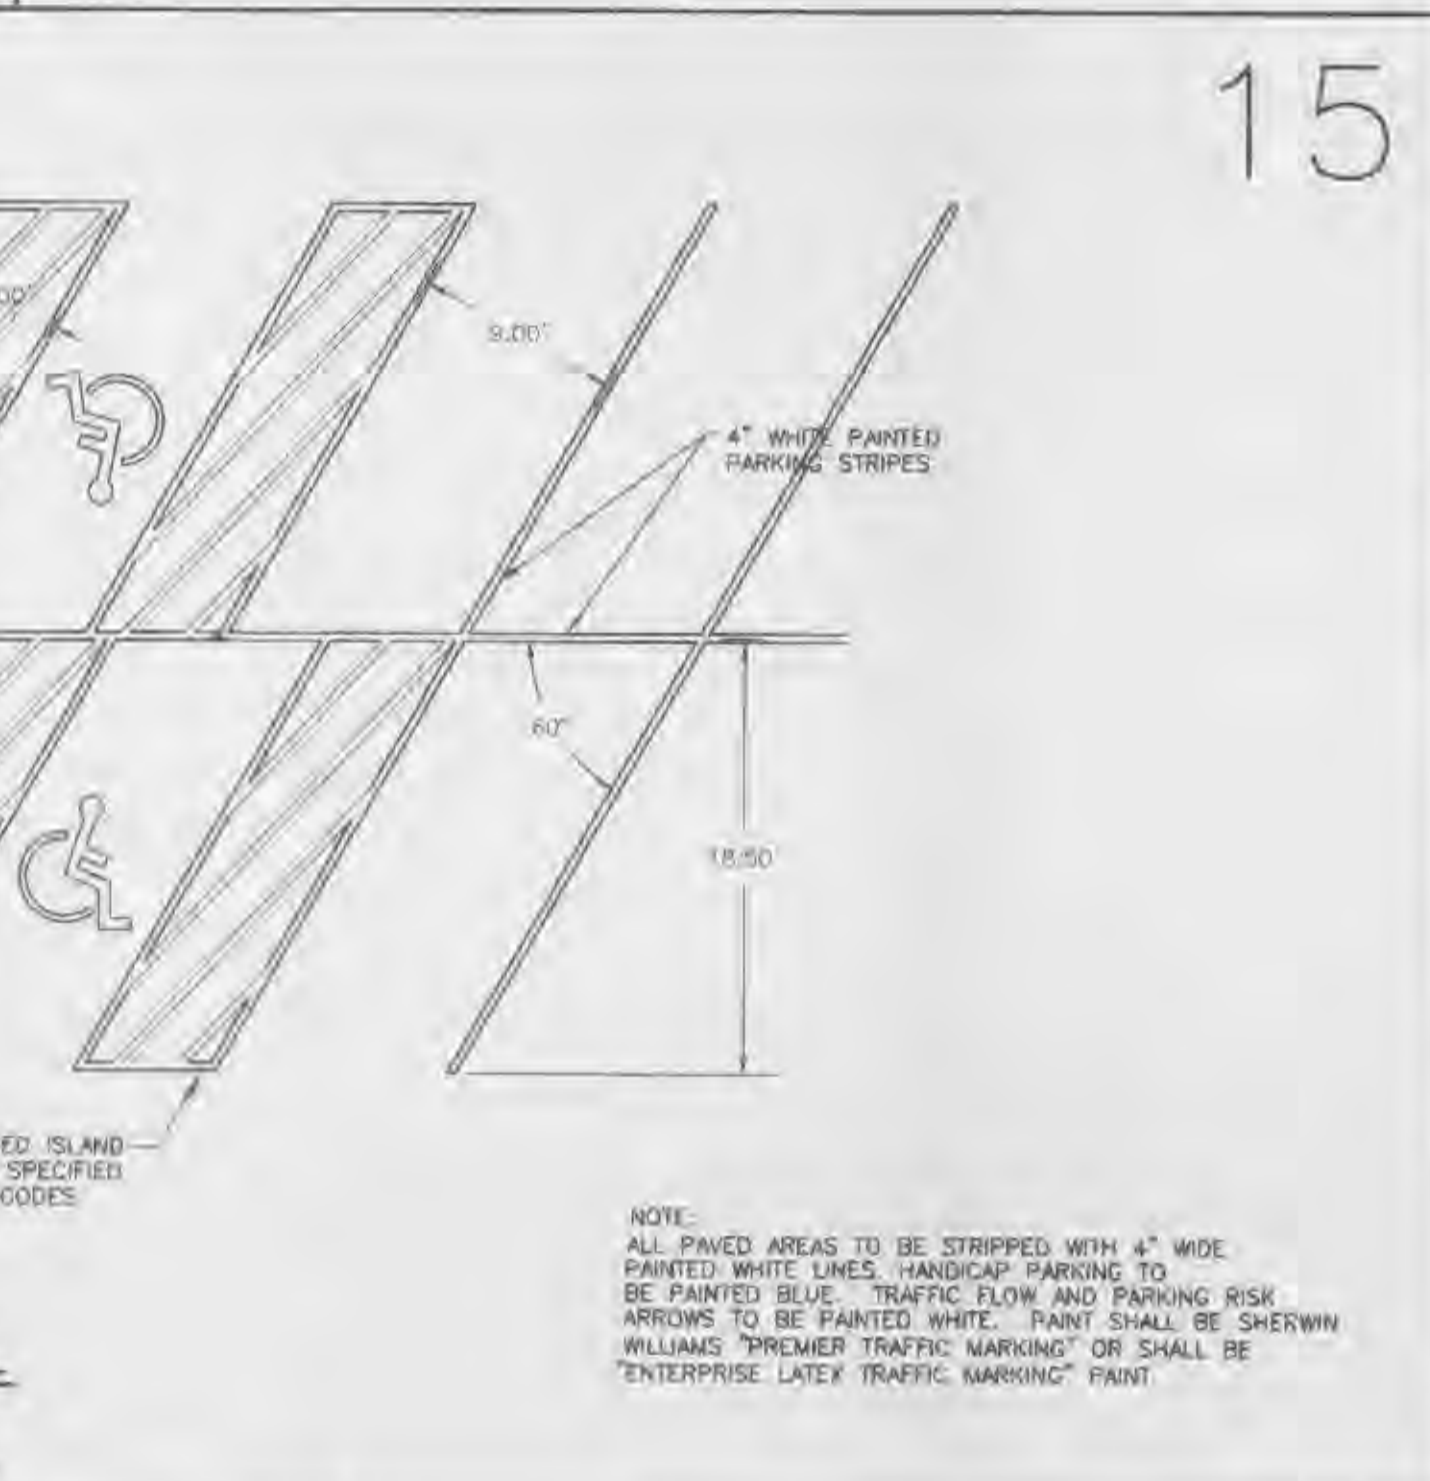 15
9.00'
4" WHITE PAINTED
PARKING STRIPES
60°
18.50
ED ISLAND
SPECIFIED
CODES
NOTE:
ALL PAVED AREAS TO BE STRIPPED WITH 4" WIDE
PAINTED WHITE LINES. HANDICAP PARKING TO
BE PAINTED BLUE. TRAFFIC FLOW AND PARKING RISK
ARROWS TO BE PAINTED WHITE. PAINT SHALL BE SHERWIN
WILLIAMS "PREMIER TRAFFIC MARKING" OR SHALL BE
"ENTERPRISE LATEX TRAFFIC MARKING" PAINT